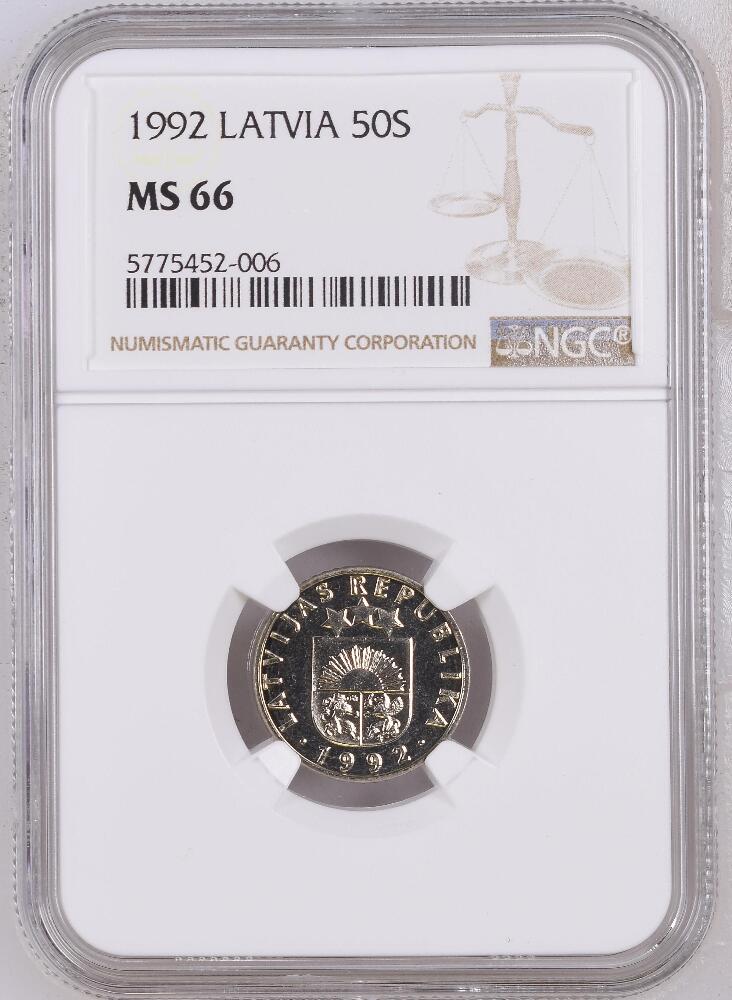 1992 LATVIA 50S
MS 66
5775452-006
NUMISMATIC GUARANTY CORPORATION
NGC®
LATVIJAS REPUBLIKA
· 1992 ·